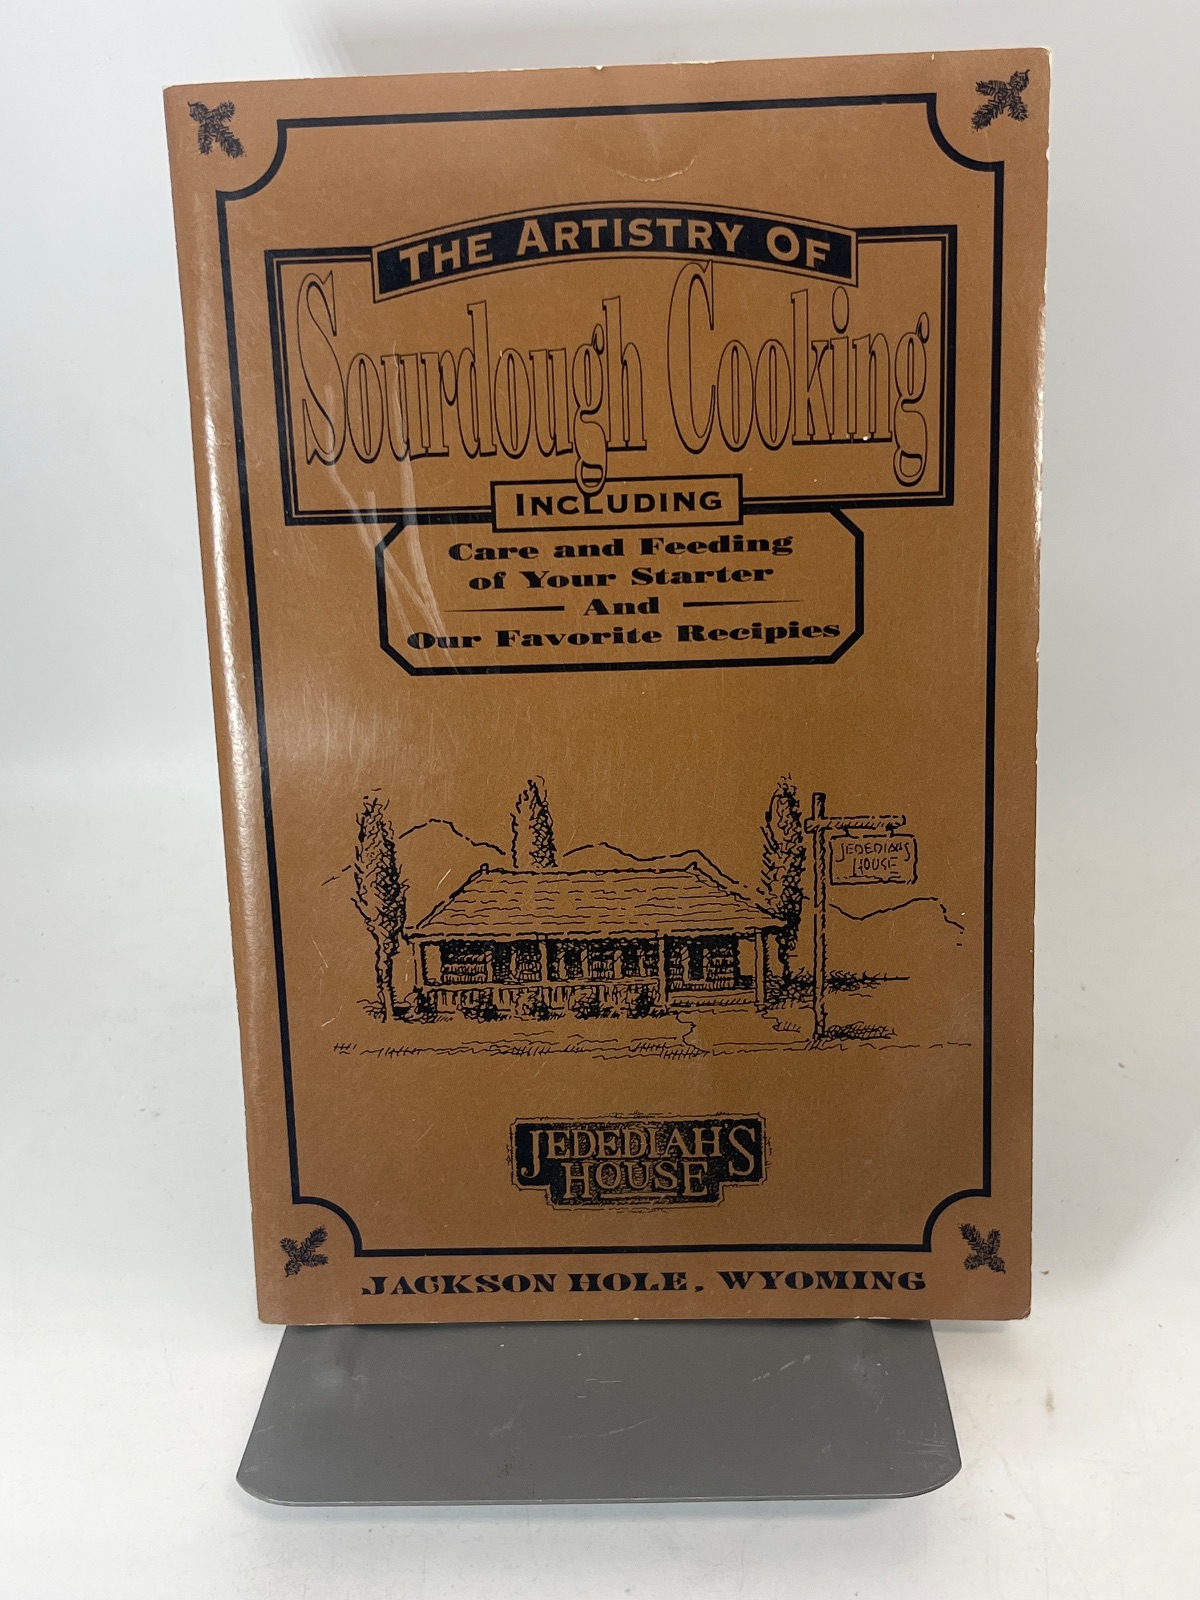 THE ARTISTRY OF
Sourdough Cooking
INCLUDING
Care and Feeding
of Your Starter
And
Our Favorite Recipies
JEDEDIAHS
HOUSE
JEDEDIAH'S
HOUSE
JACKSON HOLE, WYOMING